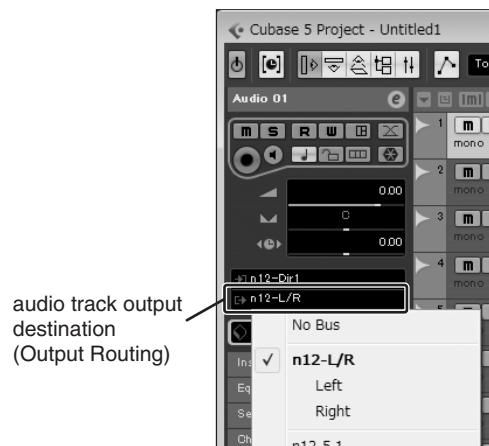 Cubase 5 Project - Untitled1
To
Audio 01
e
m S R W
1 m
mono
0.00
2 m
mono
C
3 m
mono
0.00
4 m
mono
n12-Dir1
n12-L/R
audio track output
destination
(Output Routing)
No Bus
Ins
✓ n12-L/R
Eq
Left
Se
Right
Ch
n12-5.1